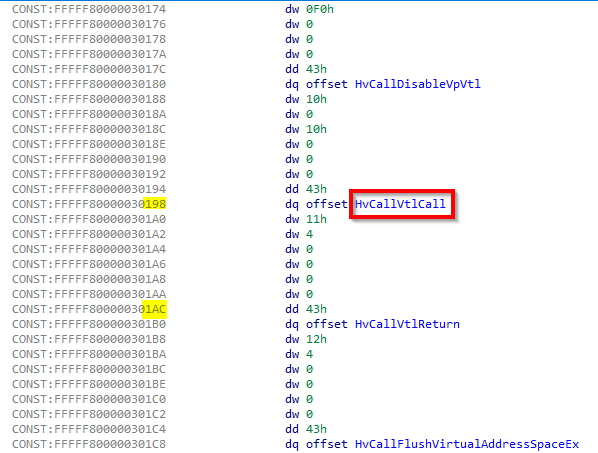 CONST:FFFFF80000030174 dw 0F0h
CONST:FFFFF80000030176 dw 0
CONST:FFFFF80000030178 dw 0
CONST:FFFFF8000003017A dw 0
CONST:FFFFF8000003017C dd 43h
CONST:FFFFF80000030180 dq offset HvCallDisableVpVtl
CONST:FFFFF80000030188 dw 10h
CONST:FFFFF8000003018A dw 0
CONST:FFFFF8000003018C dw 10h
CONST:FFFFF8000003018E dw 0
CONST:FFFFF80000030190 dw 0
CONST:FFFFF80000030192 dw 0
CONST:FFFFF80000030194 dd 43h
CONST:FFFFF80000030198 dq offset HvCallVtlCall
CONST:FFFFF800000301A0 dw 11h
CONST:FFFFF800000301A2 dw 4
CONST:FFFFF800000301A4 dw 0
CONST:FFFFF800000301A6 dw 0
CONST:FFFFF800000301A8 dw 0
CONST:FFFFF800000301AA dw 0
CONST:FFFFF800000301AC dd 43h
CONST:FFFFF800000301B0 dq offset HvCallVtlReturn
CONST:FFFFF800000301B8 dw 12h
CONST:FFFFF800000301BA dw 4
CONST:FFFFF800000301BC dw 0
CONST:FFFFF800000301BE dw 0
CONST:FFFFF800000301C0 dw 0
CONST:FFFFF800000301C2 dw 0
CONST:FFFFF800000301C4 dd 43h
CONST:FFFFF800000301C8 dq offset HvCallFlushVirtualAddressSpaceEx